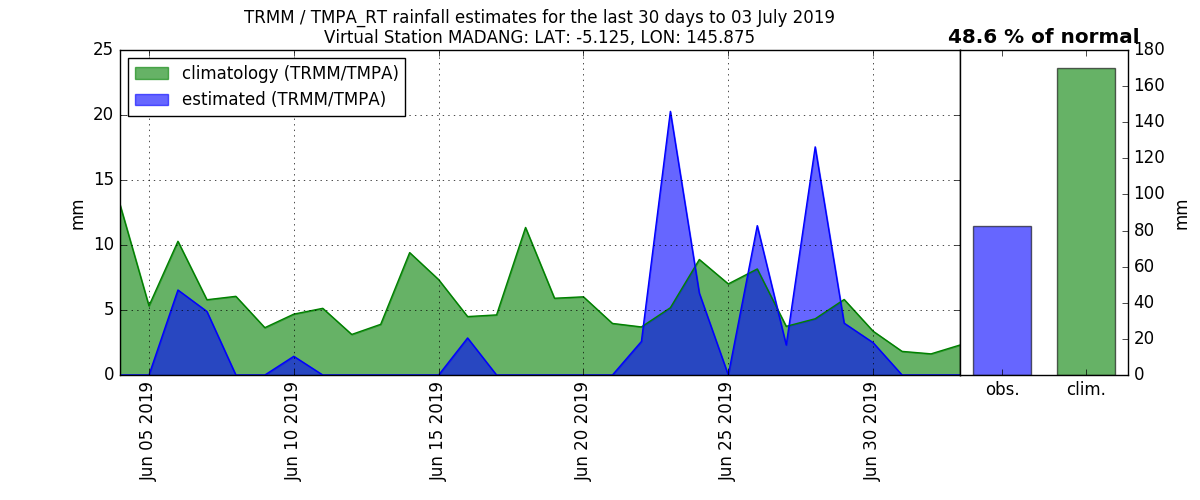 TRMM / TMPA_RT rainfall estimates for the last 30 days to 03 July 2019
Virtual Station MADANG: LAT: -5.125, LON: 145.875
48.6 % of normal
climatology (TRMM/TMPA)
estimated (TRMM/TMPA)
25
20
15
10
5
0
mm
Jun 05 2019
Jun 10 2019
Jun 15 2019
Jun 20 2019
Jun 25 2019
Jun 30 2019
obs.
clim.
180
160
140
120
100
80
60
40
20
0
mm